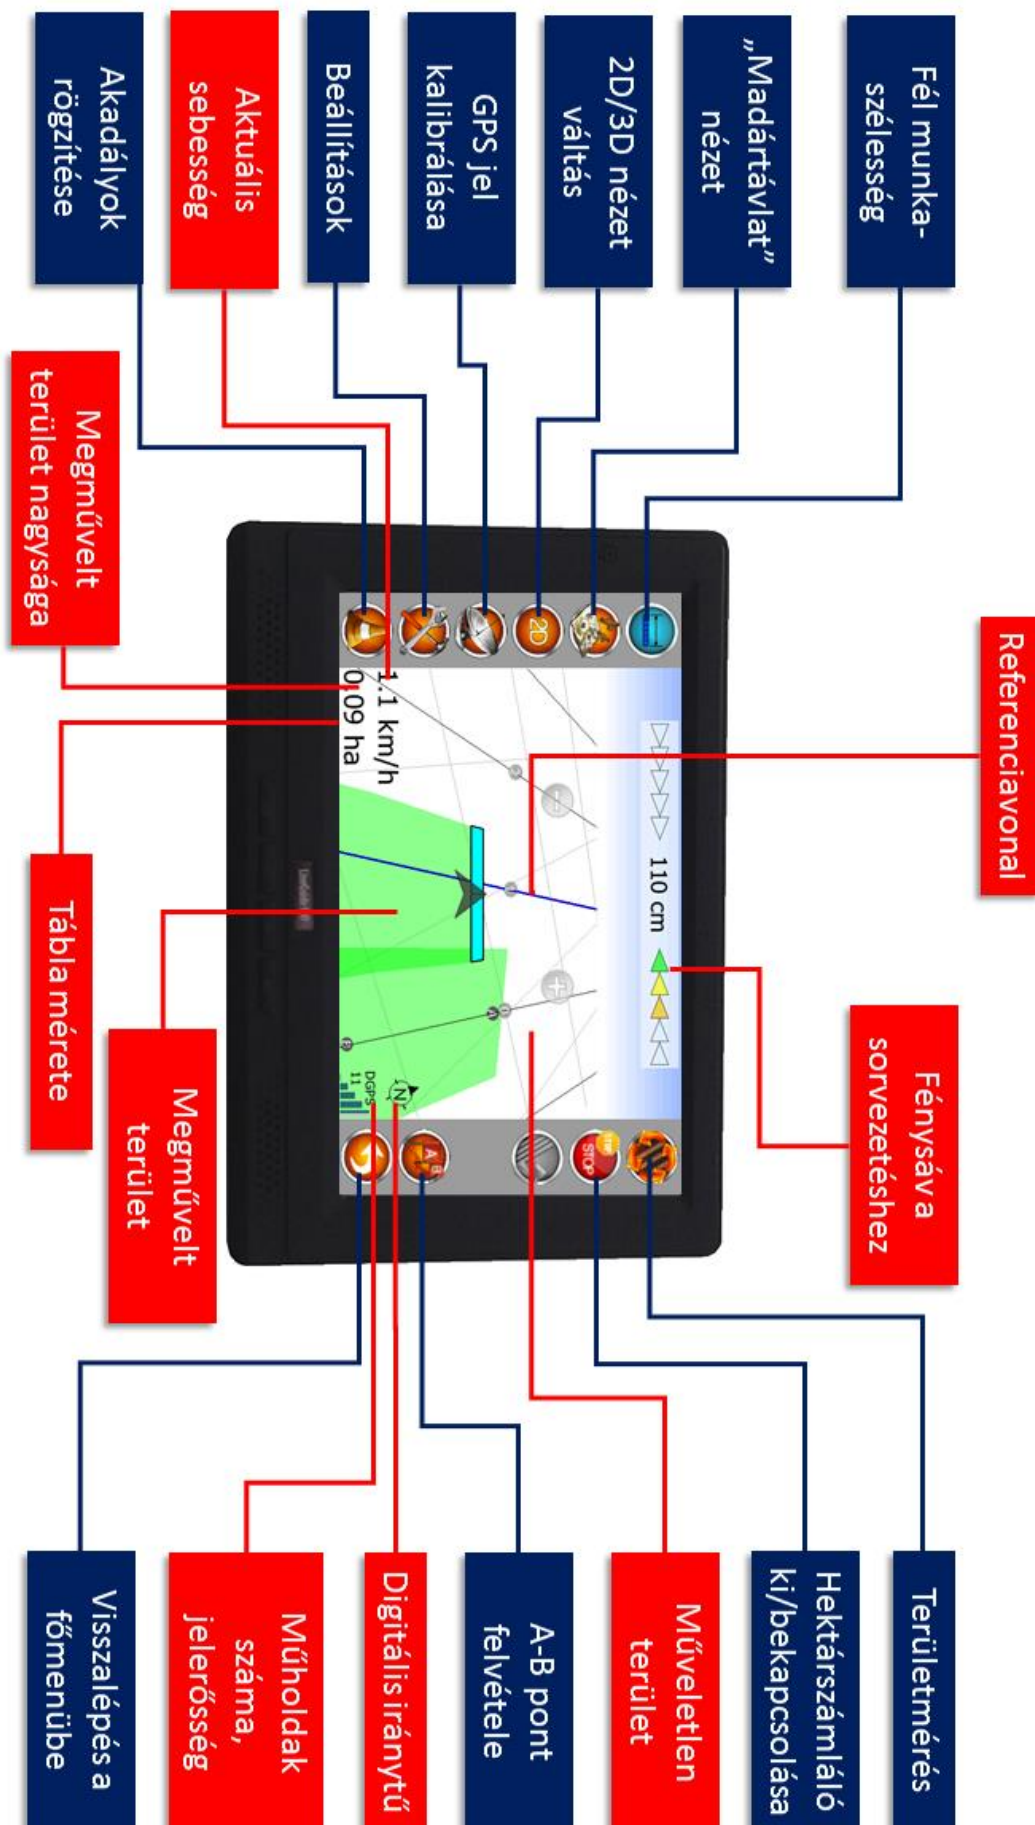 Referenciavonal
Fénysáv a
sorvezetéshez
Fél munka-
szélesség
„Madártávlat”
nézet
2D/3D nézet
váltás
GPS jel
kalibrálása
Beállítások
Aktuális
sebesség
Akadályok
rögzítése
110 cm
2D
1.1 km/h
0.09 ha
A
B
N
DGPS
11
STOP
A
B
Területmérés
Hektárszámláló
ki/bekapcsolása
Műveletlen
terület
A-B pont
felvétele
Digitális iránytű
Műholdak
száma,
jelerősség
Visszalépés a
főmenübe
Megművelt
terület nagysága
Tábla mérete
Megművelt
terület